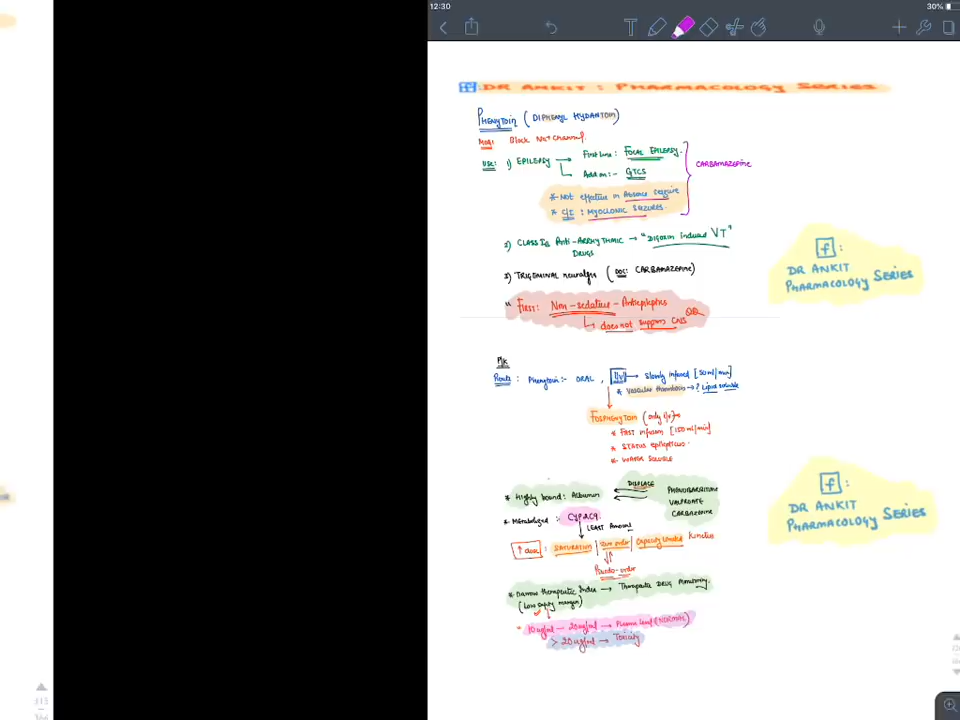 12:30
30%
f: DR ANKIT : PHARMACOLOGY SERIES
PHENYTOIN ( DIPHENYL HYDANTOIN)
MOA: Block Na+ Channel.
USE: 1) EPILEPSY → First line: FOCAL EPILEPSY.
Add on:- GTCS
CARBAMAZEPINE
* Not effective in Absence Seizure
* C/I : MYOCLONIC SEIZURES.
2) CLASS IB Anti-ARRYTHMIC → "DIGOXIN induced VT"
DRUGS
3) TRIGEMINAL neuralgia (DOC: CARBAMAZEPINE)
FIRST: Non-sedative - Antiepileptic
does not suppress CNS
f:
DR ANKIT
PHARMACOLOGY SERIES
P/K
Route: Phenytoin:- ORAL, I/v → Slowly infused [50 ml/min]
* Vascular thrombosis → ? Lipid soluble
FOSPHENYTOIN (only I/v)
* FAST infusion [150 ml/min]
* STATUS epilepticus
* WATER SOLUBLE
* Highly bound: Albumin
DISPLACE
PHENOBARBITONE
VALPROATE
CARBAZEPINE
* Metabolized : CYP2C9
LEAST Amount
↑ dose : SATURATION | Zero order | Capacity limited Kinetics
Pseudo-order
* Narrow therapeutic Index → Therapeutic DRUG Monitoring.
(Low safety margin)
* 10 ug/ml - 20 ug/ml → Plasma level (NORMAL)
> 20 ug/ml → Toxicity
f:
DR ANKIT
PHARMACOLOGY SERIES